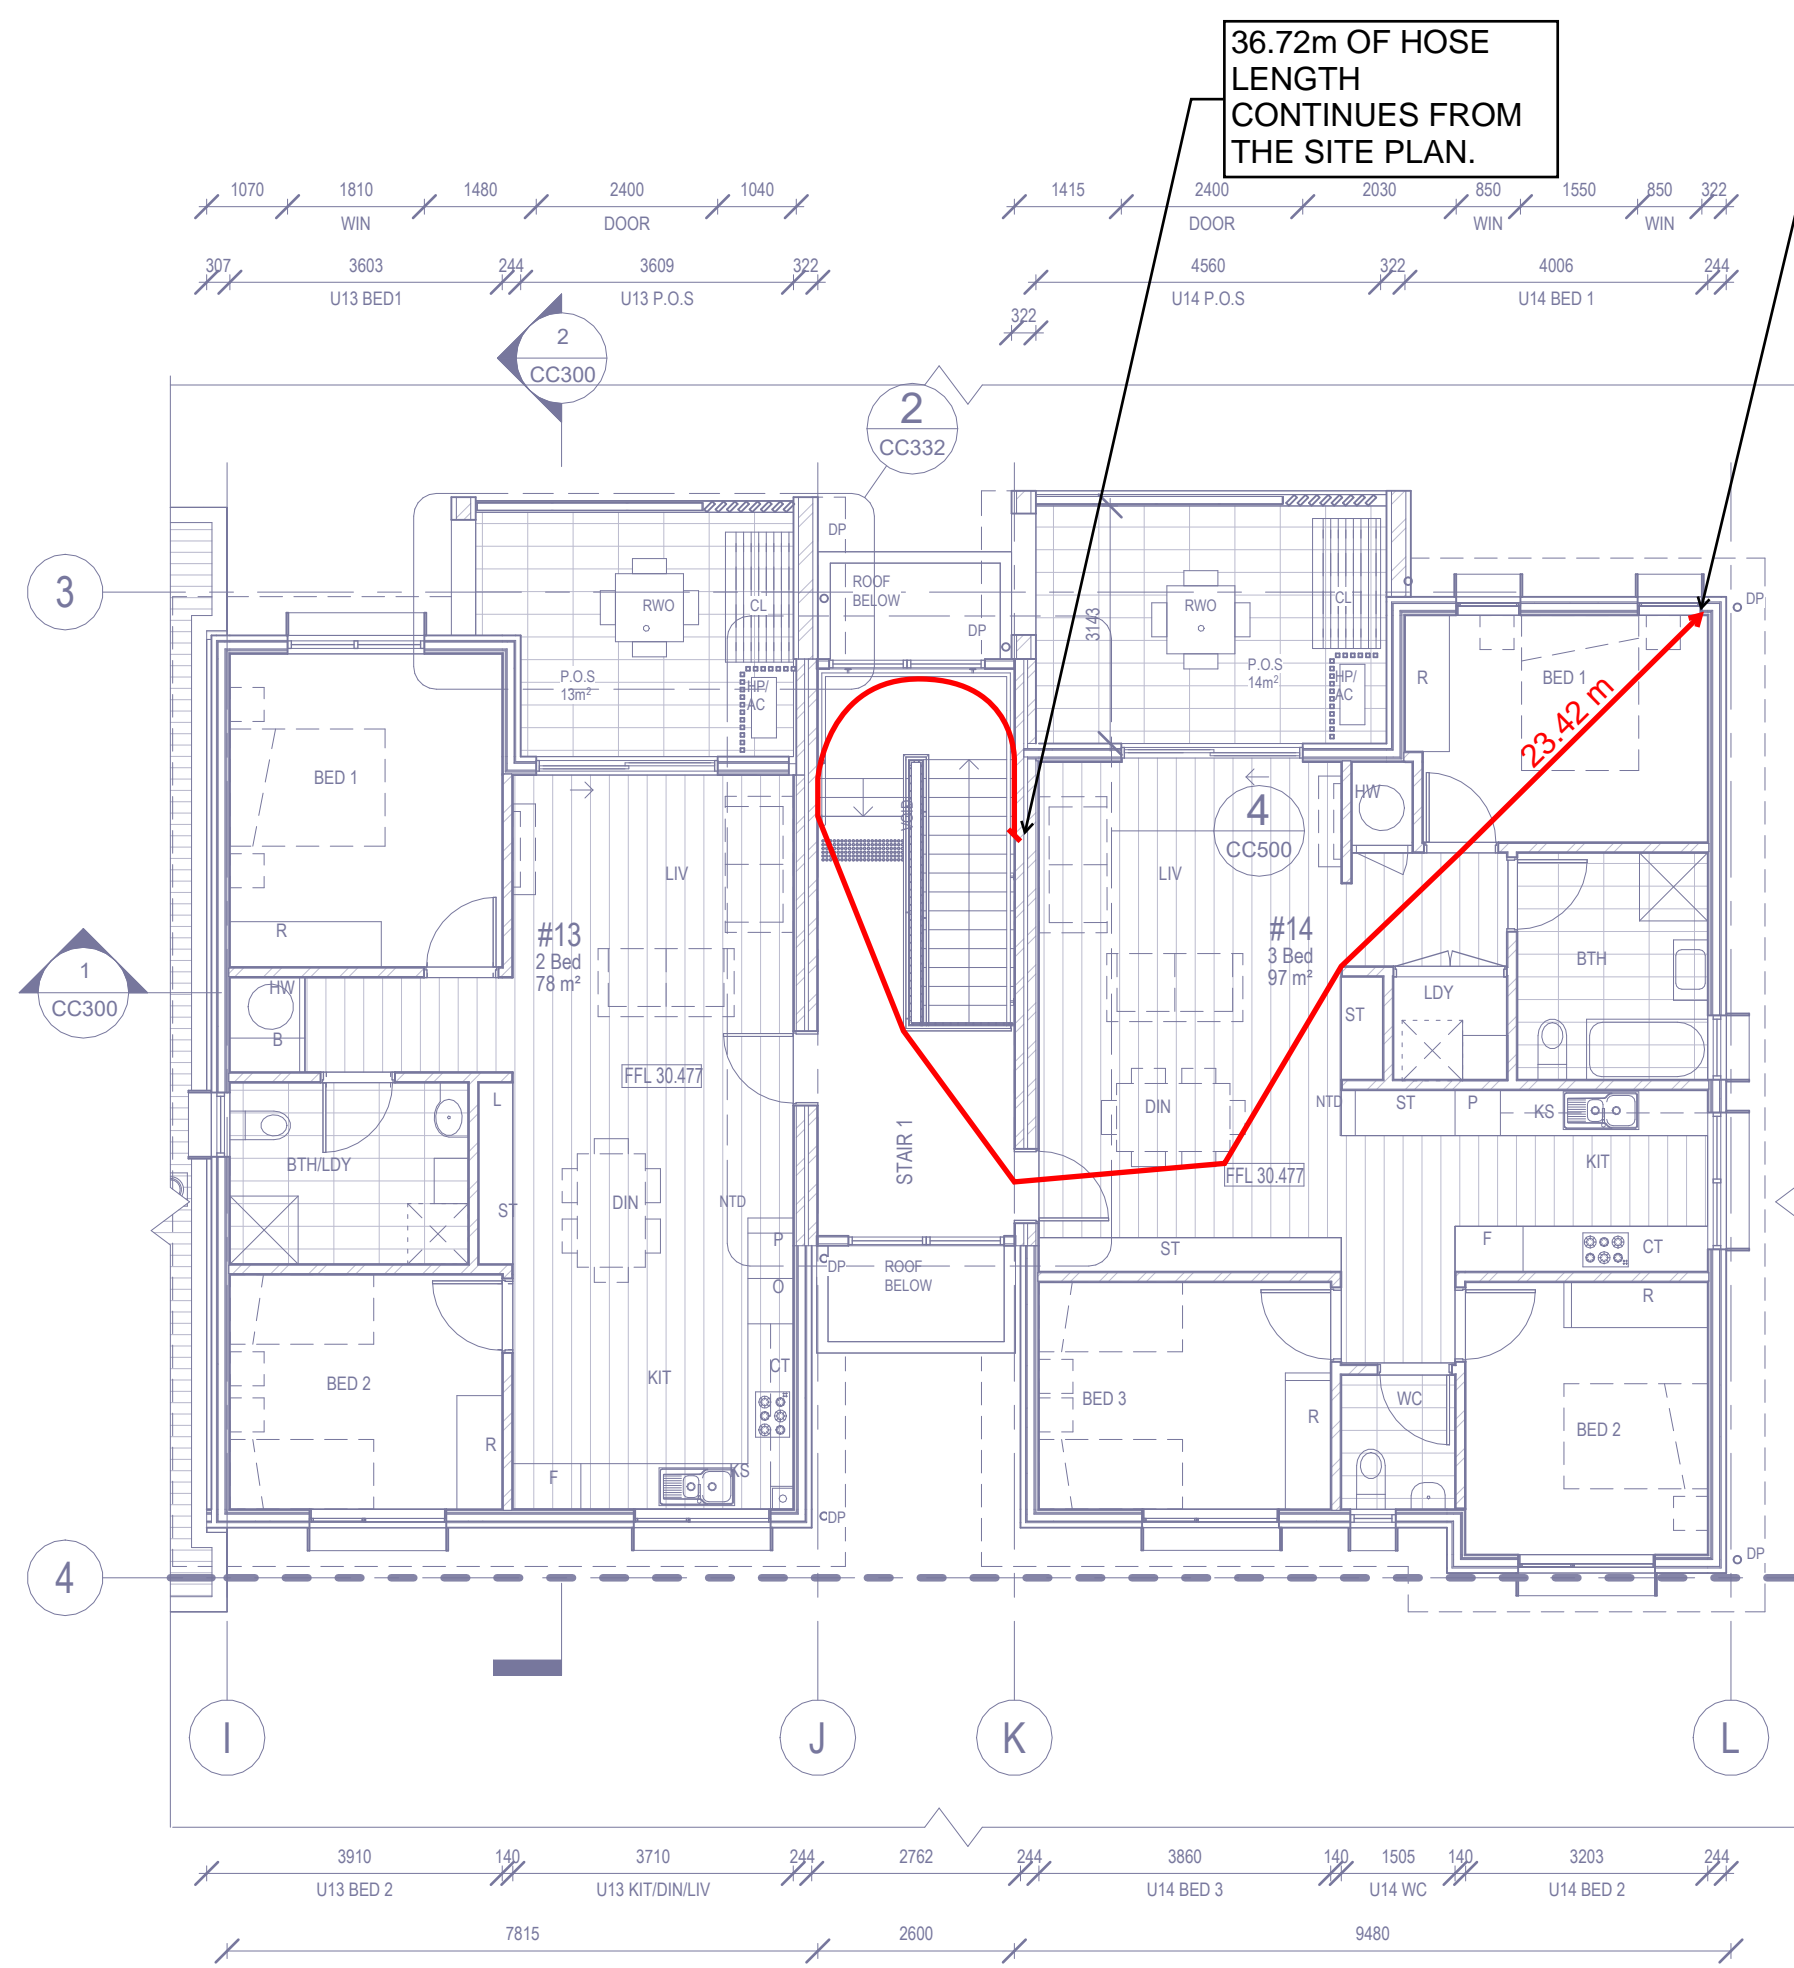 36.72m OF HOSE
LENGTH
CONTINUES FROM
THE SITE PLAN.
1070 1810 1480 2400 1040 1415 2400 2030 850 1550 850 322
WIN DOOR DOOR WIN WIN
307 3603 244 3609 322 4560 322 4006 244
U13 BED1 U13 P.O.S U14 P.O.S U14 BED 1
322
2
CC300
2
CC332
3
DP
ROOF
BELOW
DP
RWO
CL
P.O.S
13m²
HP/
AC
RWO
CL
3143
P.O.S
14m²
HP/
AC
DP
R
BED 1
23.42 m
BED 1
VOID
HW
4
CC500
LIV
LIV
#13
2 Bed
78 m²
#14
3 Bed
97 m²
R
BTH
1
CC300
HW
B
LDY
ST
FFL 30.477
L
DIN
NTD
ST
P
KS
BTH/LDY
STAIR 1
FFL 30.477
KIT
ST
DIN
NTD
P
O
DP
ROOF
BELOW
ST
F
CT
R
BED 2
KIT
CT
BED 3
R
WC
BED 2
R
F
KS
DP
DP
4
I
J
K
L
3910 140 3710 244 2762 244 3860 140 1505 140 3203 244
U13 BED 2 U13 KIT/DIN/LIV U14 BED 3 U14 WC U14 BED 2
7815 2600 9480